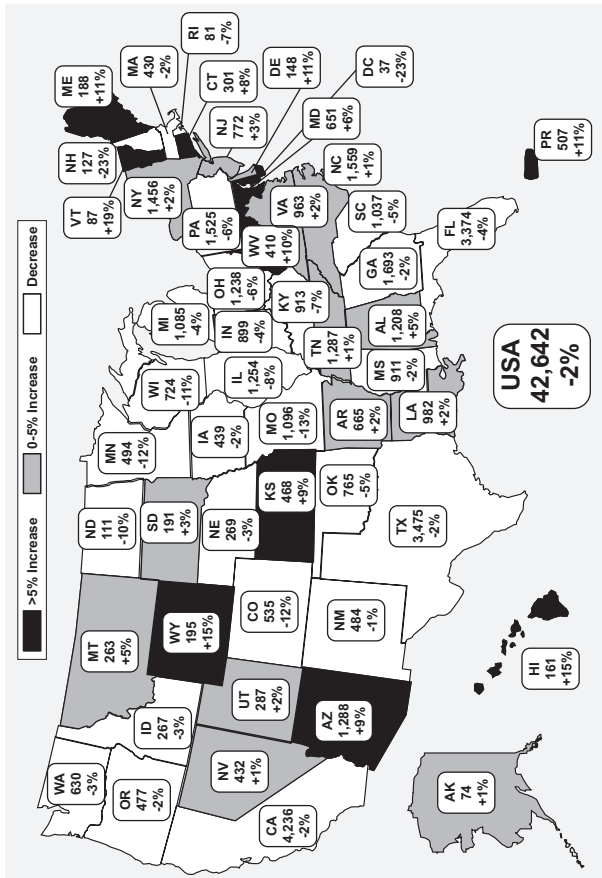 >5% Increase
0-5% Increase
Decrease
WA
630
-3%
OR
477
-2%
CA
4,236
-2%
ID
267
-3%
NV
432
+1%
MT
263
+5%
WY
195
+15%
UT
287
+2%
AZ
1,288
+9%
CO
535
-12%
NM
484
-1%
ND
111
-10%
SD
191
+3%
NE
269
-3%
KS
468
+9%
OK
765
-5%
TX
3,475
-2%
MN
494
-12%
IA
439
-2%
MO
1,096
-13%
AR
665
+2%
LA
982
+2%
WI
724
-11%
IL
1,254
-8%
MS
911
-2%
MI
1,085
-4%
IN
899
-4%
OH
1,238
-6%
KY
913
-7%
TN
1,287
+1%
AL
1,208
+5%
GA
1,693
-2%
FL
3,374
-4%
SC
1,037
-5%
NC
1,559
+1%
VA
963
+2%
WV
410
+10%
PA
1,525
-6%
NY
1,456
+2%
VT
87
+19%
NH
127
-23%
ME
188
+11%
MA
430
-2%
RI
81
-7%
CT
301
+8%
NJ
772
+3%
DE
148
+11%
MD
651
+6%
DC
37
-23%
AK
74
+1%
HI
161
+15%
PR
507
+11%
USA
42,642
-2%